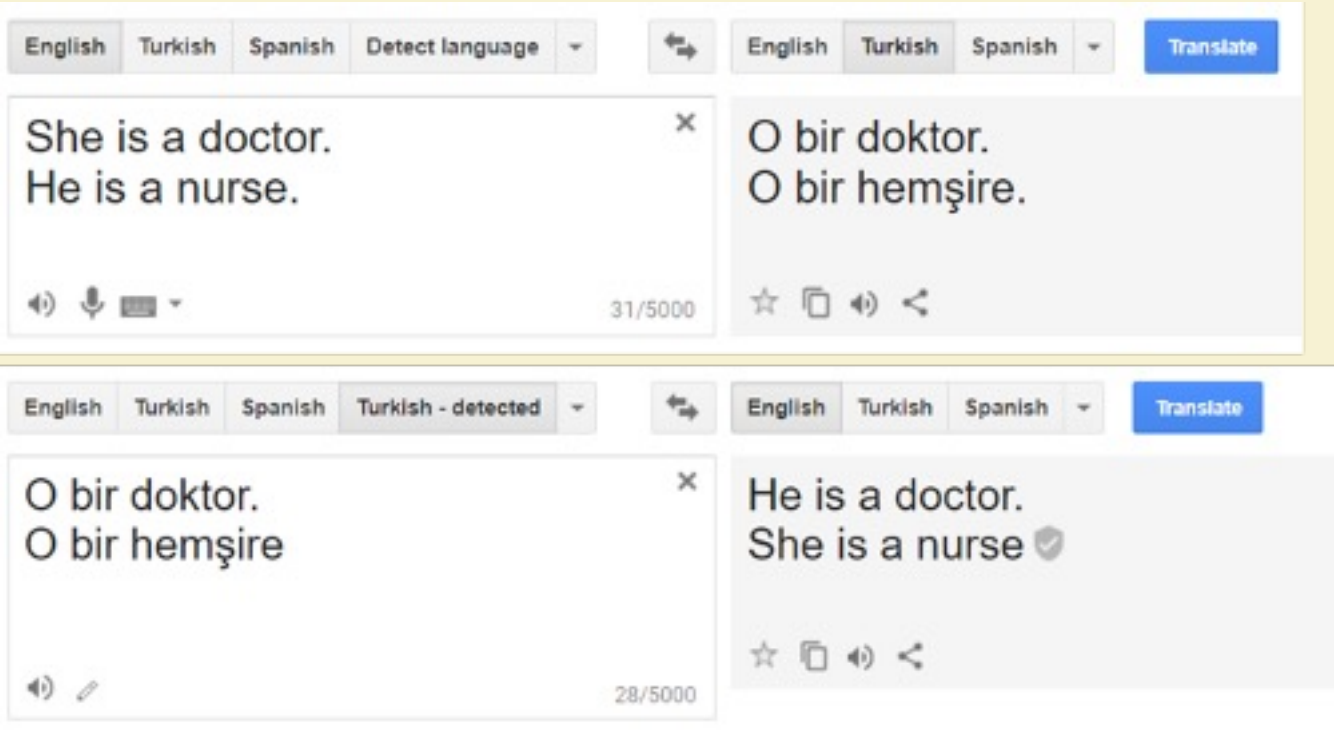 English Turkish Spanish Detect language English Turkish Spanish Translate
She is a doctor.
He is a nurse.
31/5000
O bir doktor.
O bir hemşire.
English Turkish Spanish Turkish - detected English Turkish Spanish Translate
O bir doktor.
O bir hemşire
28/5000
He is a doctor.
She is a nurse